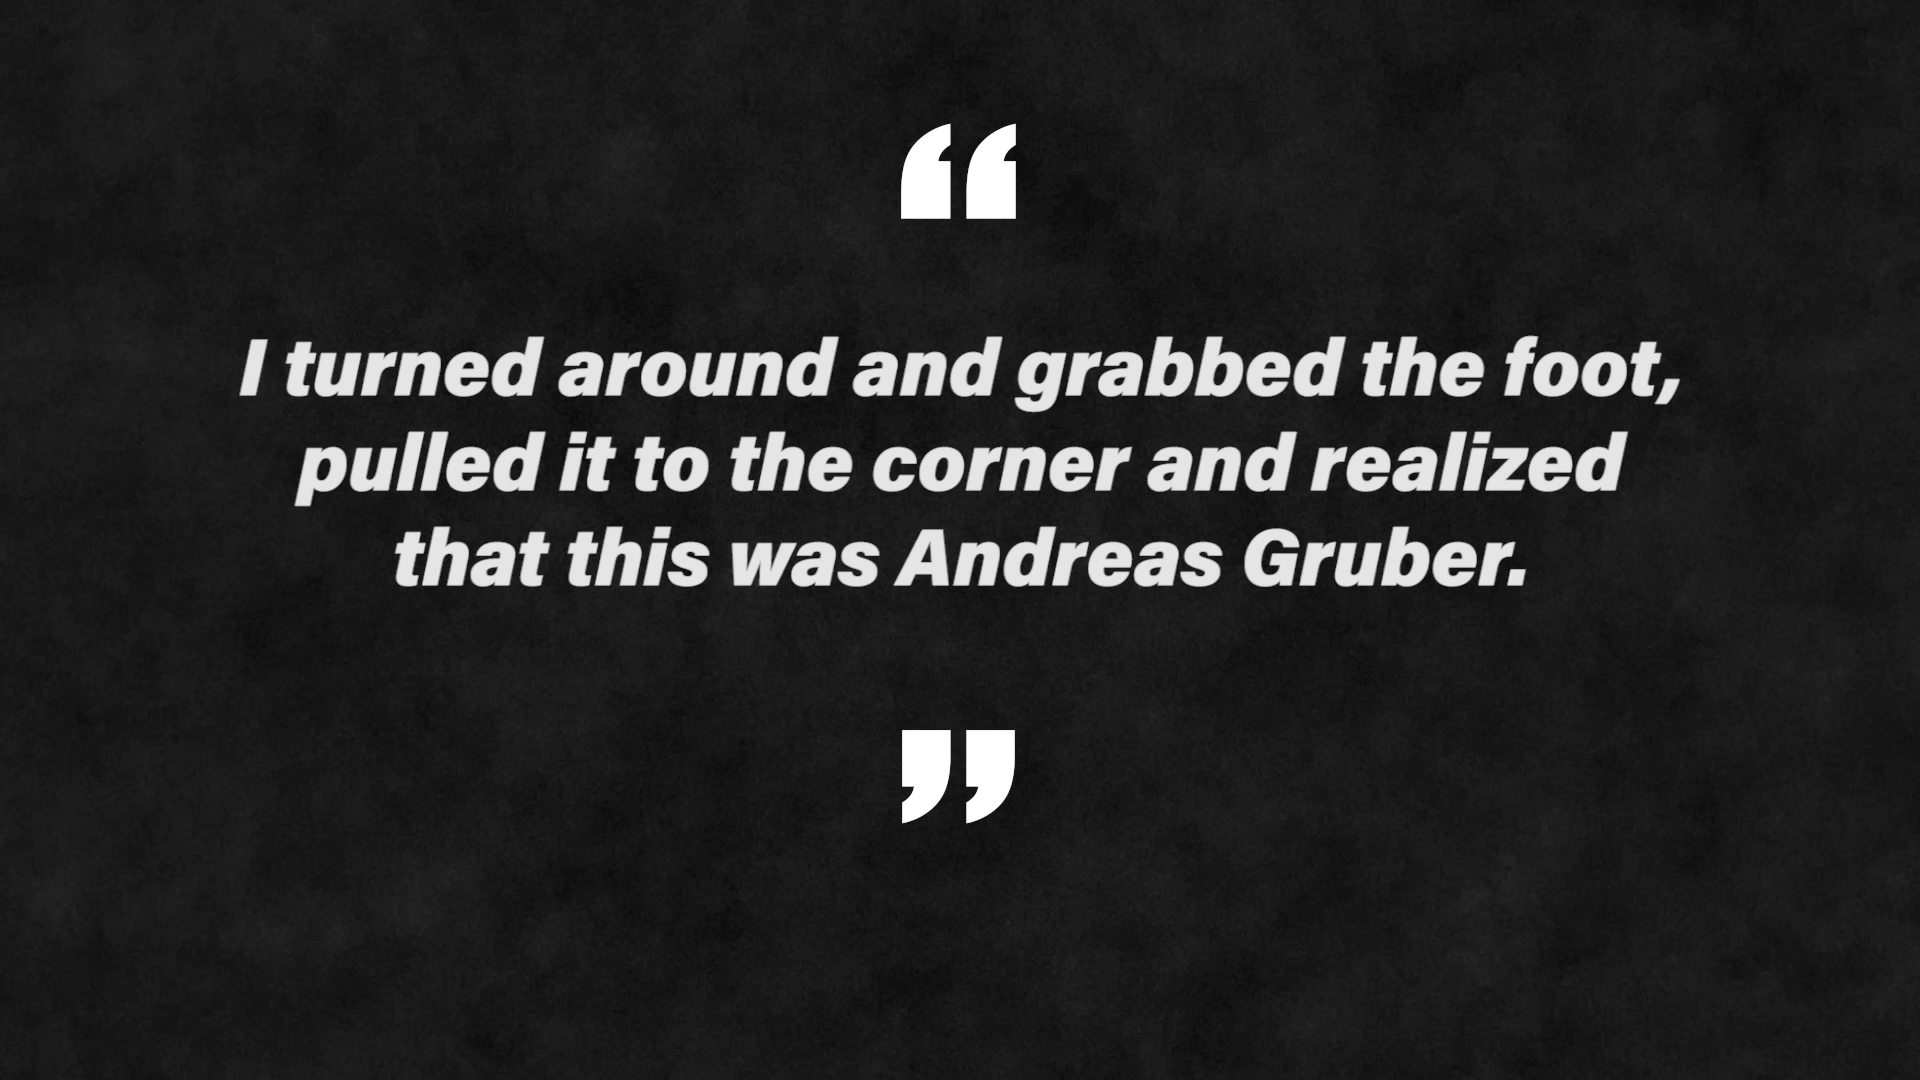 “
I turned around and grabbed the foot,
pulled it to the corner and realized
that this was Andreas Gruber.
”